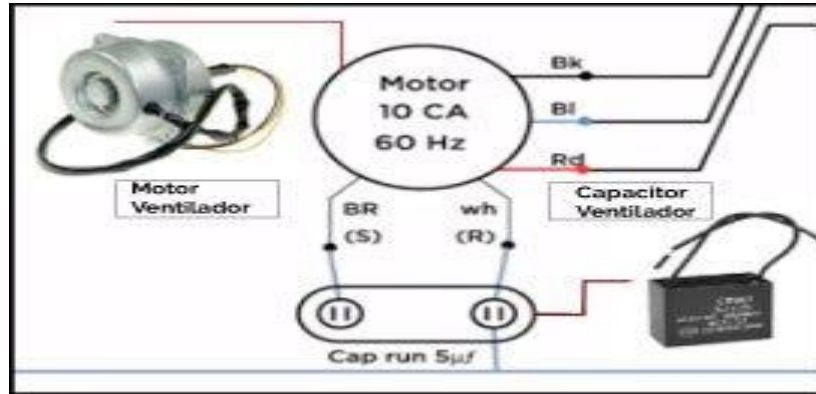 Motor
10 CA
60 Hz
Bk
Bl
Rd
Motor
Ventilador
Capacitor
Ventilador
BR
(S)
wh
(R)
Cap run 5µf